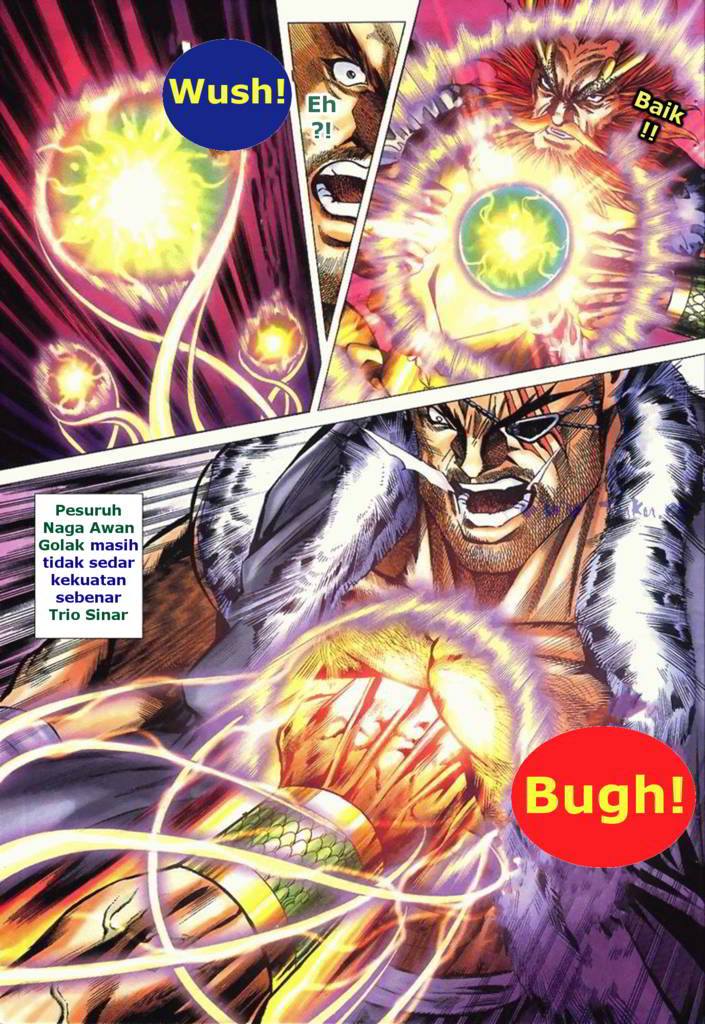 Wush!
Eh
?!
Baik
!!
Pesuruh
Naga Awan
Golak masih
tidak sedar
kekuatan
sebenar
Trio Sinar
Bugh!